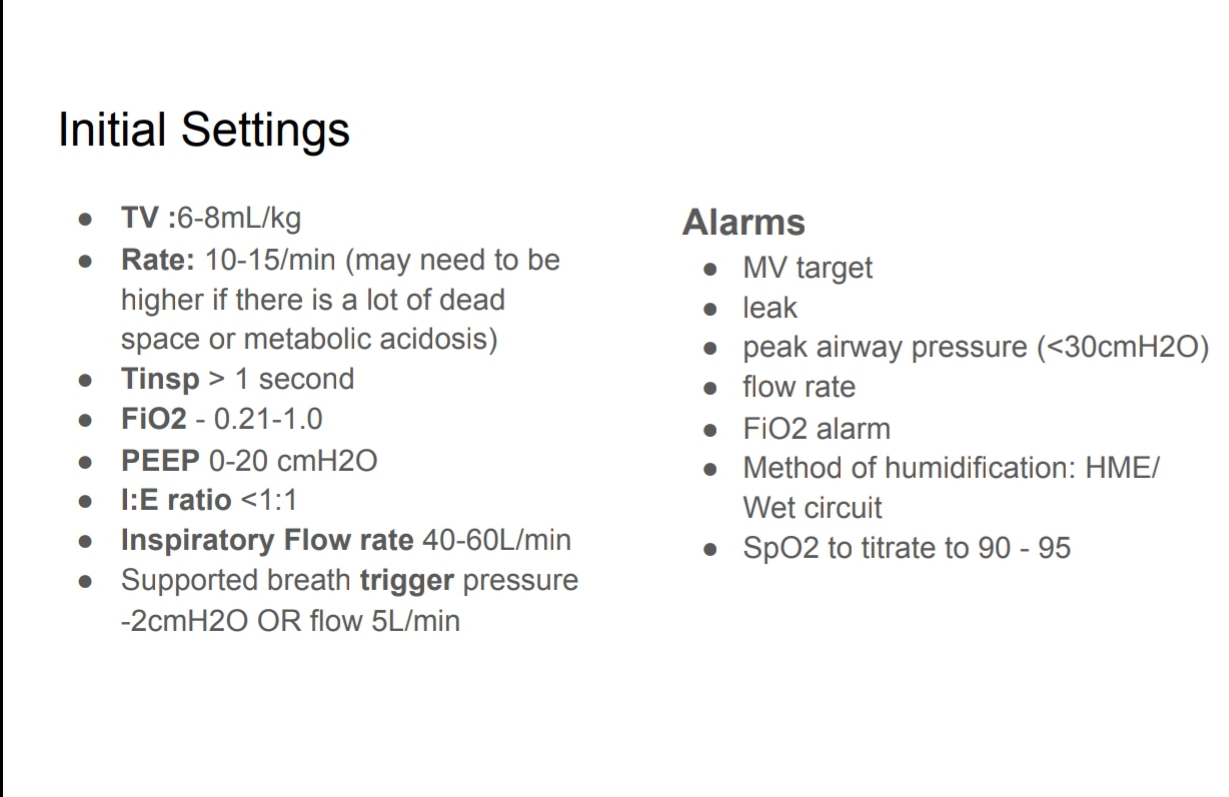 Initial Settings
● TV :6-8mL/kg
● Rate: 10-15/min (may need to be
higher if there is a lot of dead
space or metabolic acidosis)
● Tinsp > 1 second
● FiO2 - 0.21-1.0
● PEEP 0-20 cmH2O
● I:E ratio <1:1
● Inspiratory Flow rate 40-60L/min
● Supported breath trigger pressure
-2cmH2O OR flow 5L/min
Alarms
● MV target
● leak
● peak airway pressure (<30cmH2O)
● flow rate
● FiO2 alarm
● Method of humidification: HME/
Wet circuit
● SpO2 to titrate to 90 - 95